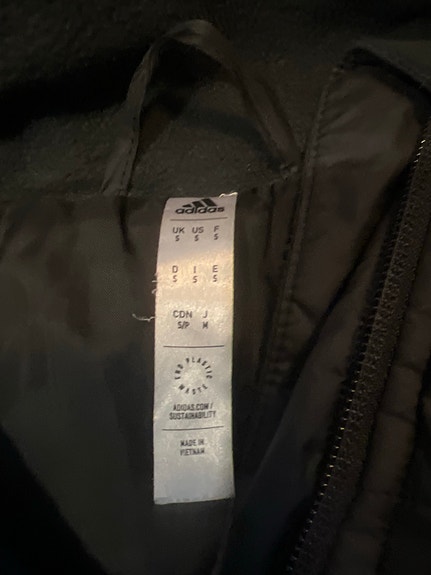 adidas
UK US F
S S S
D I E
S S S
CDN J
S/P M
END PLASTIC WASTE
ADIDAS.COM/
SUSTAINABILITY
MADE IN
VIETNAM